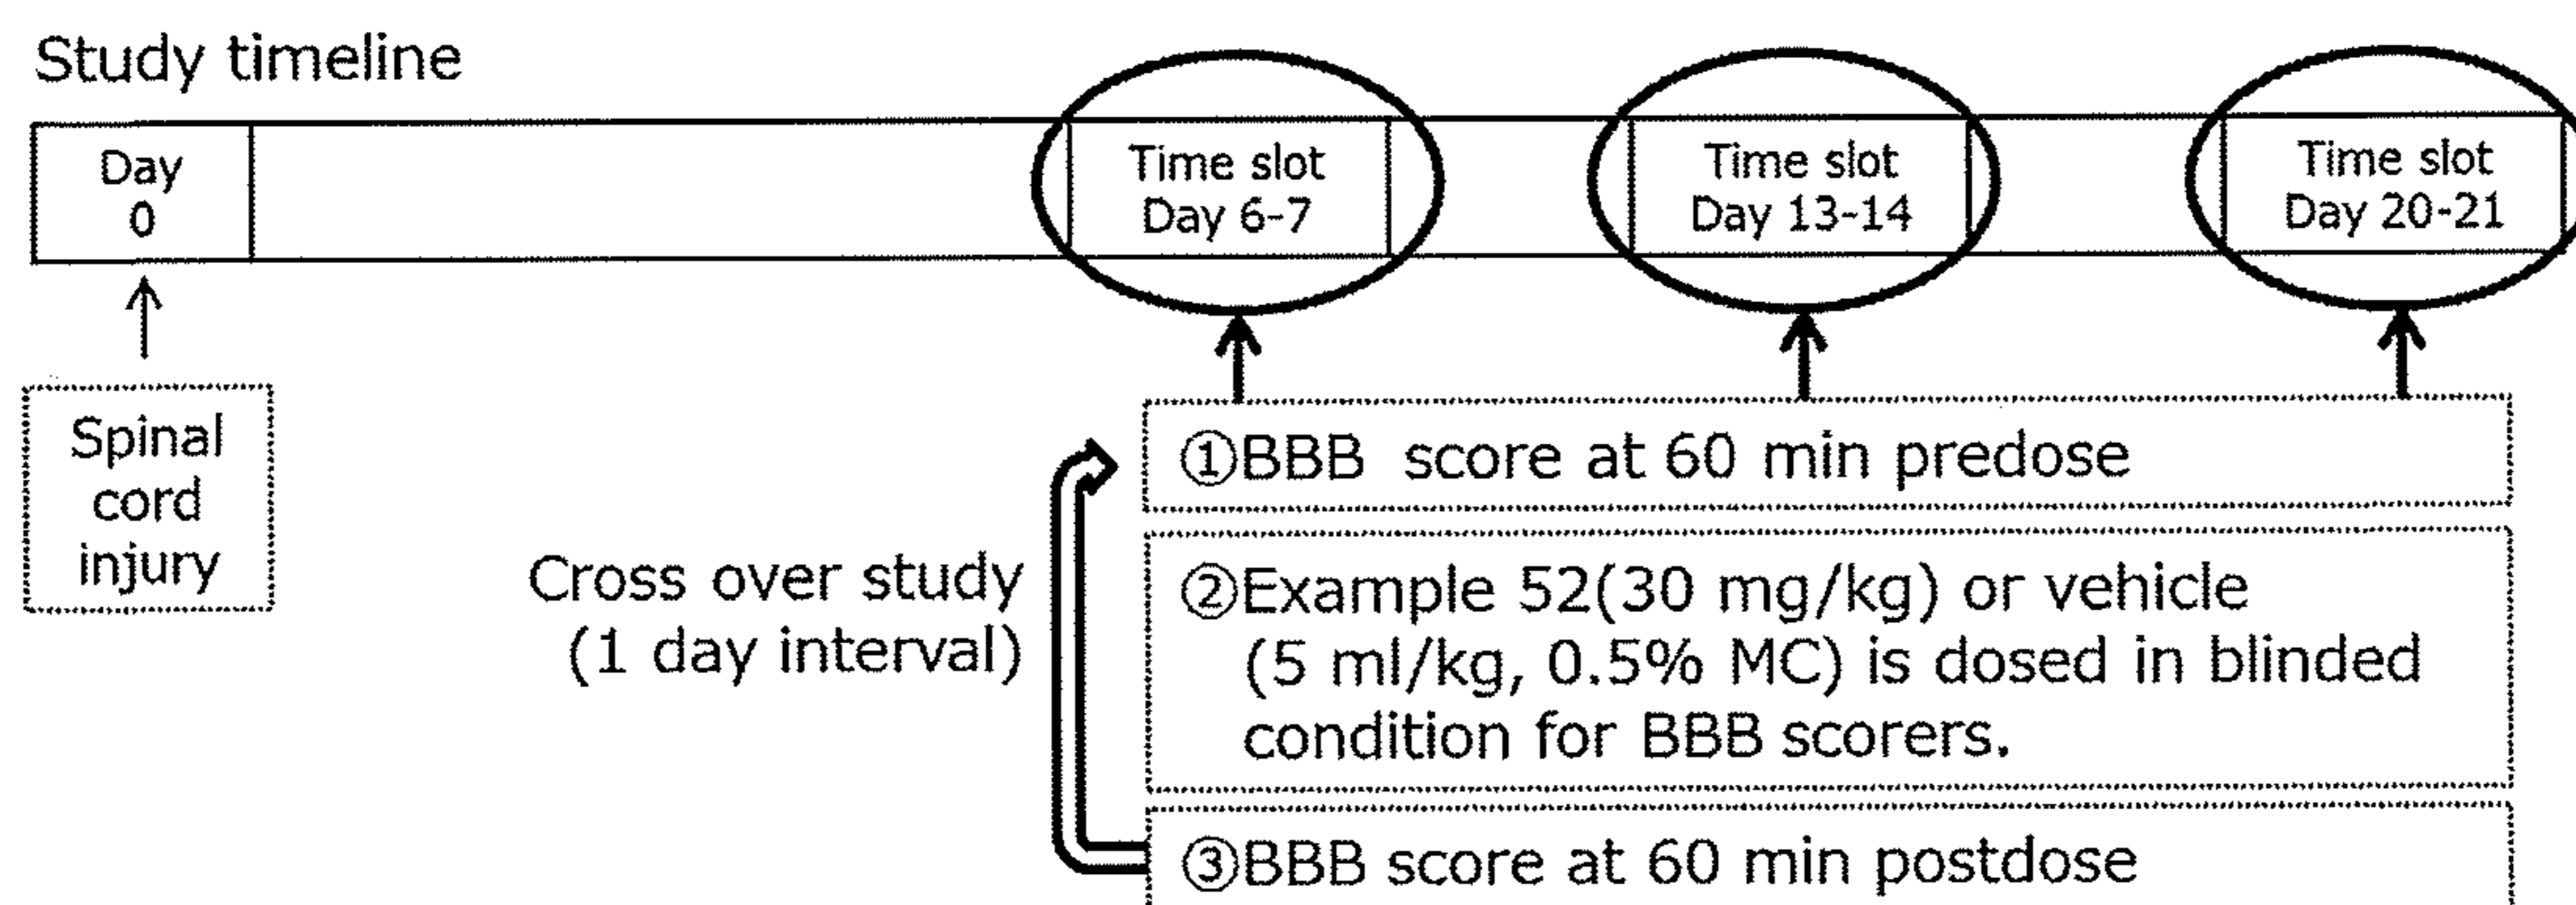 Study timeline
Day
0
Time slot
Day 6-7
Time slot
Day 13-14
Time slot
Day 20-21
Spinal
cord
injury
Cross over study
(1 day interval)
①BBB score at 60 min predose
②Example 52(30 mg/kg) or vehicle
(5 ml/kg, 0.5% MC) is dosed in blinded
condition for BBB scorers.
③BBB score at 60 min postdose